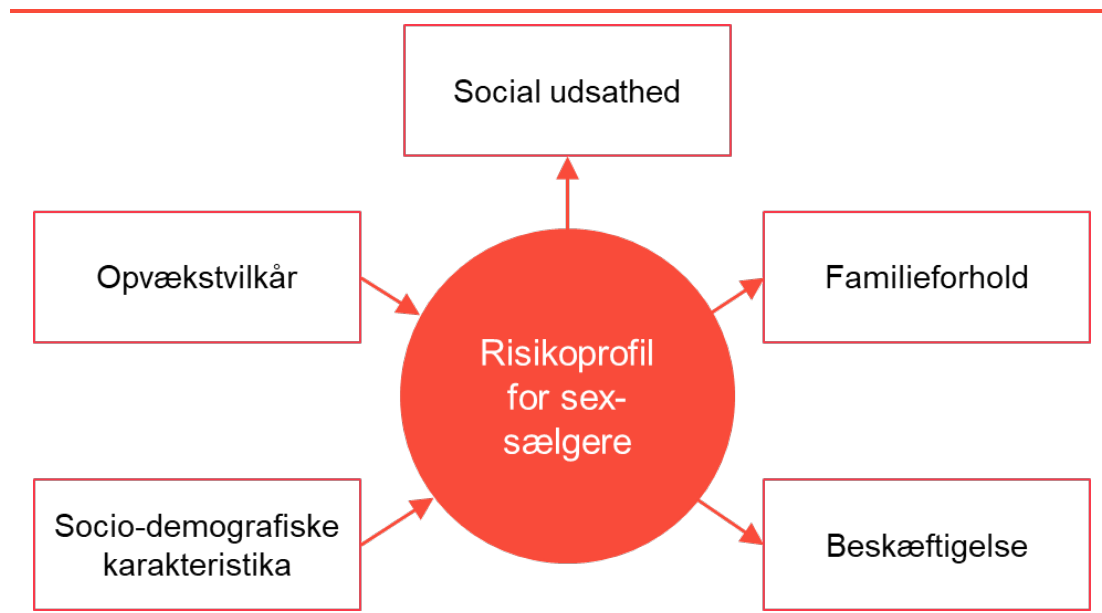 Social udsathed
Opvækstvilkår
Familieforhold
Risikoprofil
for sex-
sælgere
Socio-demografiske
karakteristika
Beskæftigelse